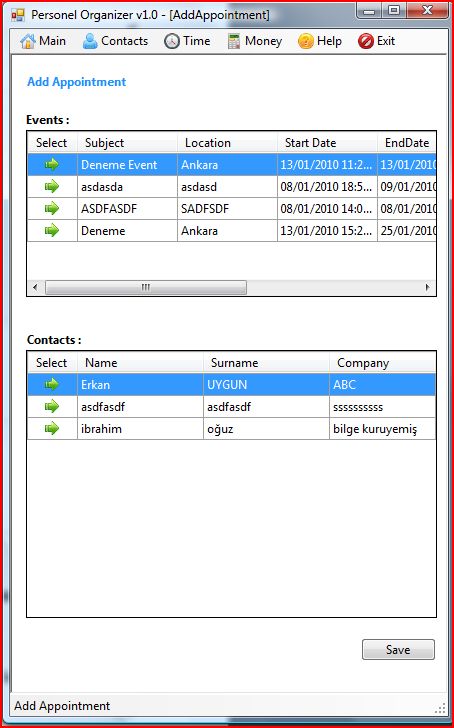 Personel Organizer v1.0 - [AddAppointment]
Main Contacts Time Money Help Exit
Add Appointment
Events :
Select Subject Location Start Date EndDate
Deneme Event Ankara 13/01/2010 11:2... 13/01/2010
asdasda asdasd 08/01/2010 18:5... 09/01/2010
ASDFASDF SADFSDF 08/01/2010 14:0... 08/01/2010
Deneme Ankara 13/01/2010 15:2... 25/01/2010
Contacts :
Select Name Surname Company
Erkan UYGUN ABC
asdfasdf asdfasdf ssssssssss
ibrahim oğuz bilge kuruyemiş
Save
Add Appointment